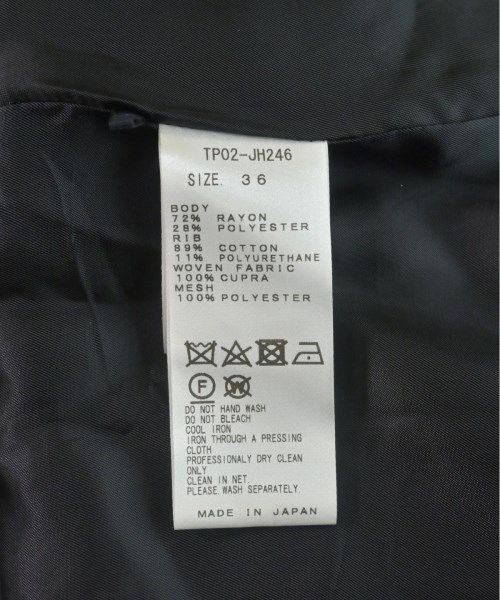 TP02-JH246
SIZE. 36
BODY
72% RAYON
28% POLYESTER
RIB
89% COTTON
11% POLYURETHANE
WOVEN FABRIC
100% CUPRA
MESH
100% POLYESTER
F W
DO NOT HAND WASH
DO NOT BLEACH
COOL IRON
IRON THROUGH A PRESSING
CLOTH
PROFESSIONALY DRY CLEAN
ONLY
CLEAN IN NET.
PLEASE WASH SEPARATELY.
MADE IN JAPAN